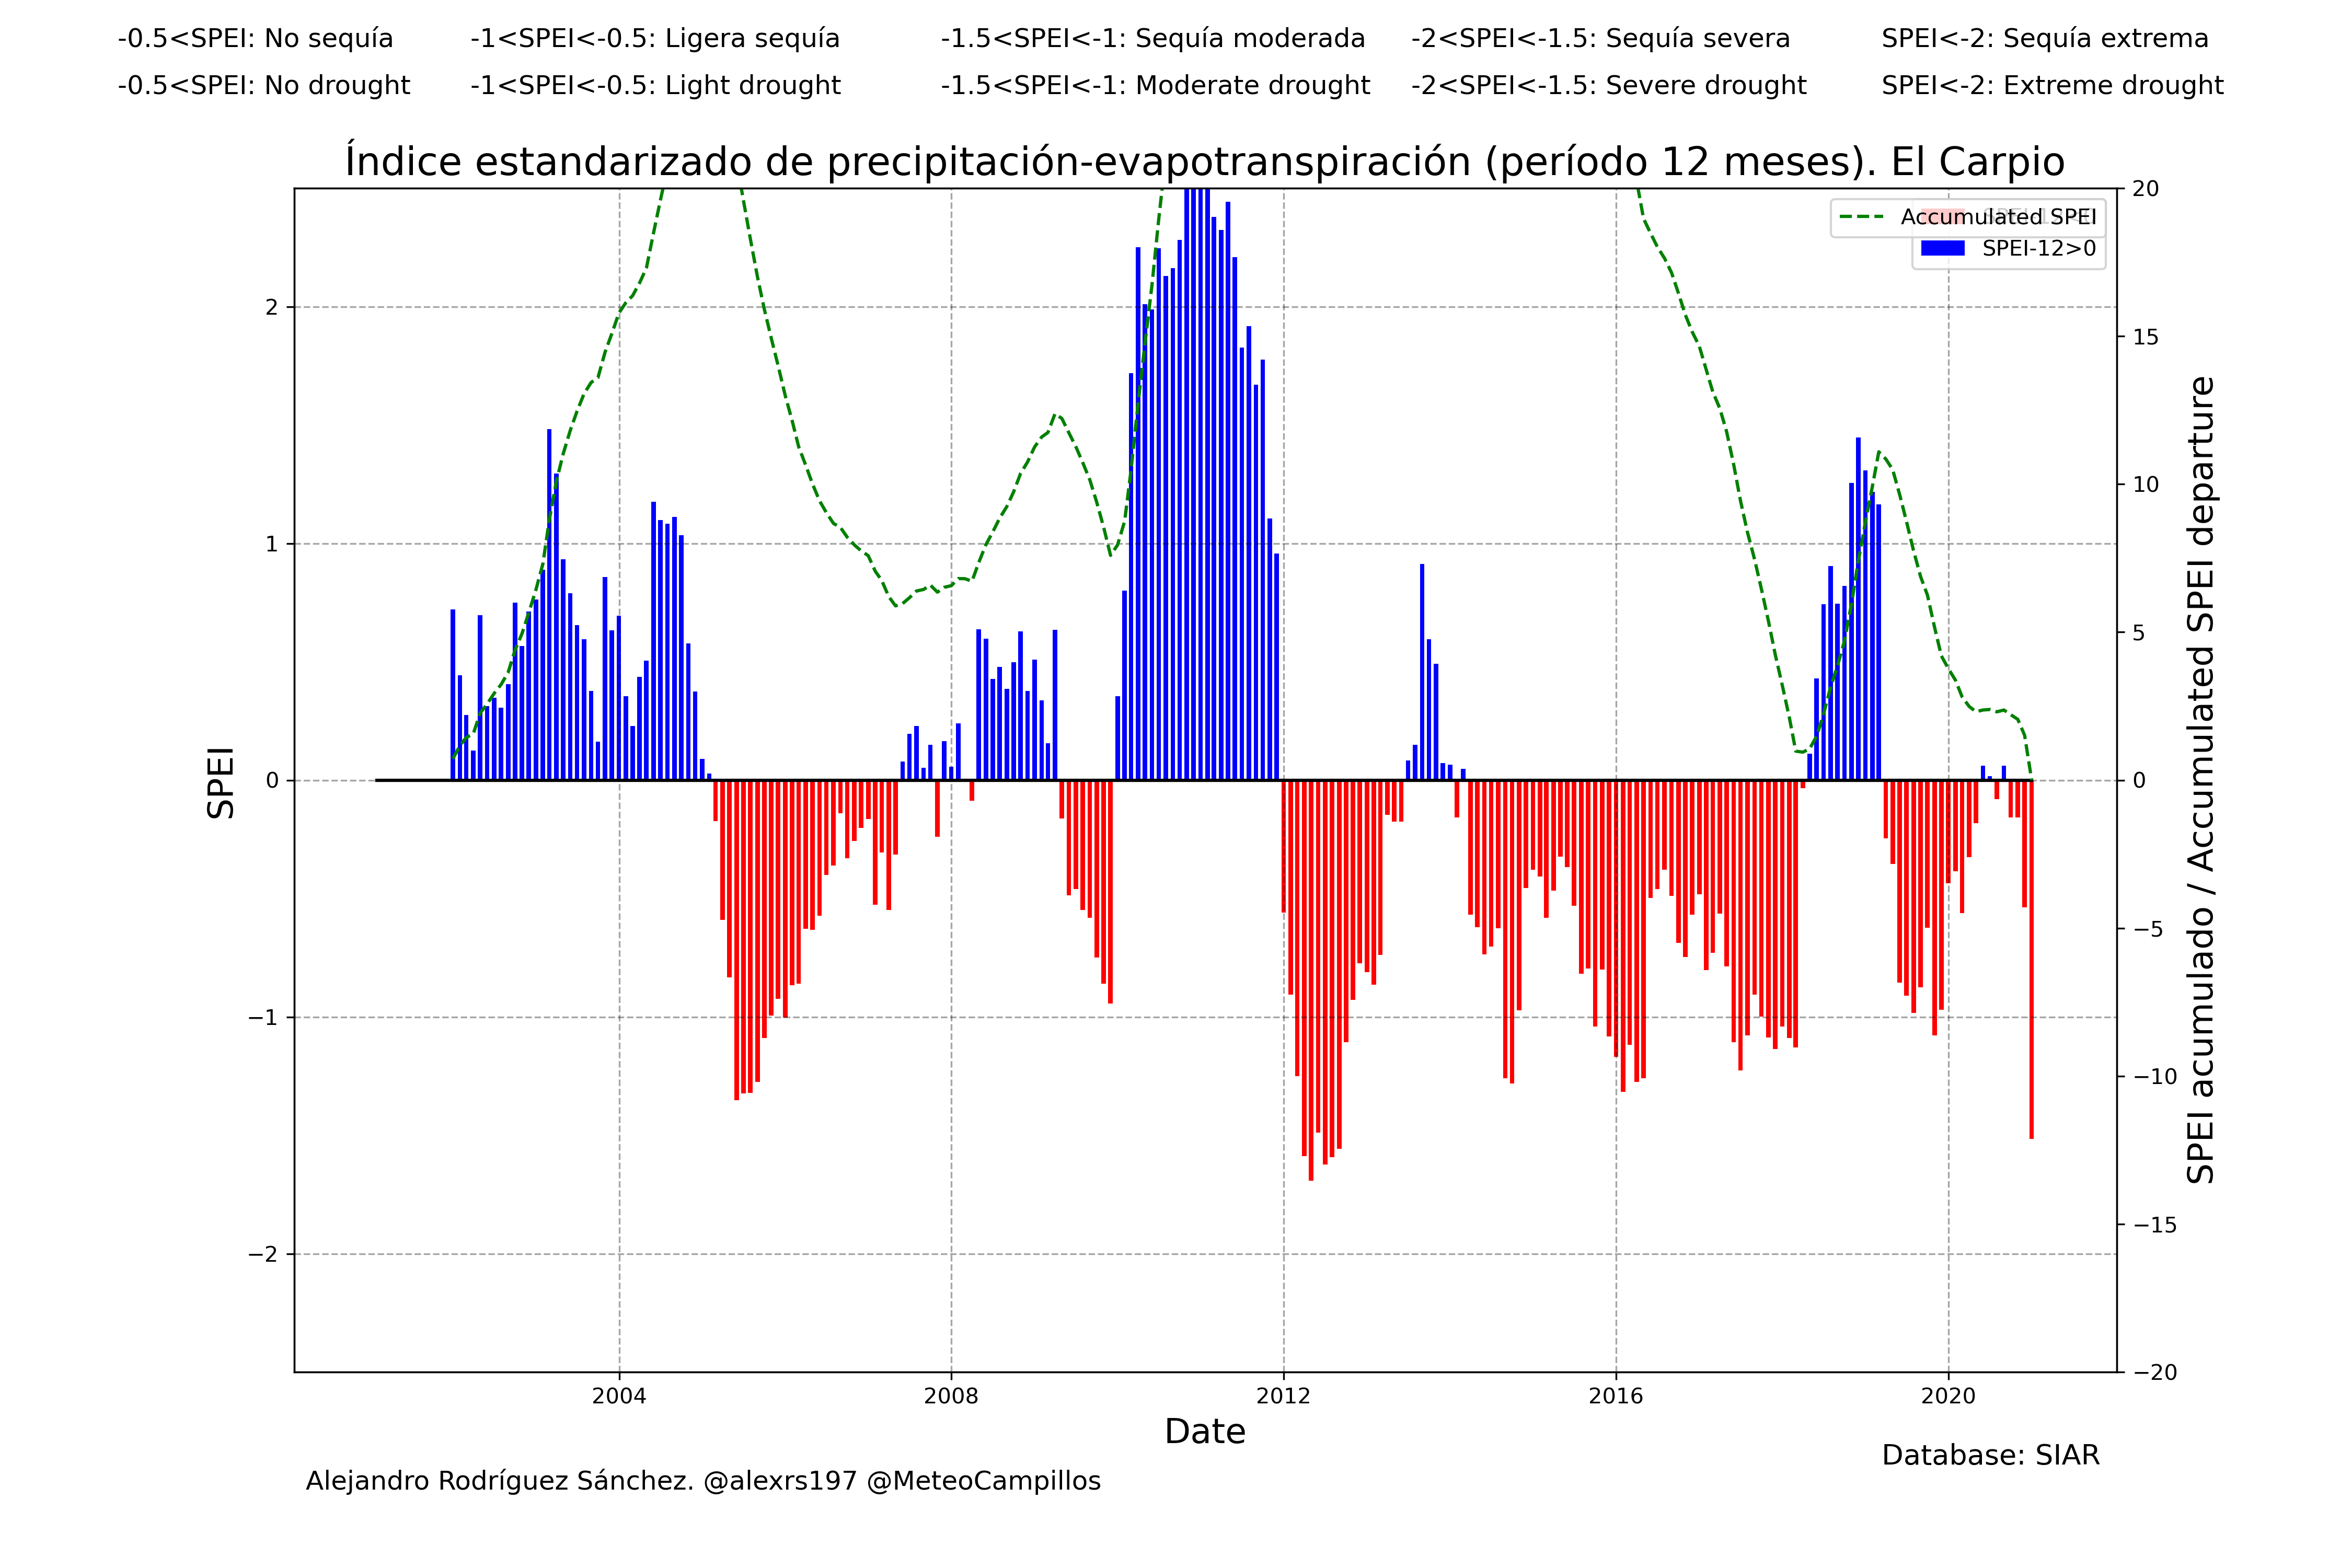 -0.5<SPEI: No sequía -1<SPEI<-0.5: Ligera sequía -1.5<SPEI<-1: Sequía moderada -2<SPEI<-1.5: Sequía severa SPEI<-2: Sequía extrema
-0.5<SPEI: No drought -1<SPEI<-0.5: Light drought -1.5<SPEI<-1: Moderate drought -2<SPEI<-1.5: Severe drought SPEI<-2: Extreme drought
Índice estandarizado de precipitación-evapotranspiración (período 12 meses). El Carpio
Accumulated SPEI
SPEI-12>0
SPEI
2
1
0
−1
−2
20
15
10
5
0
−5
−10
−15
−20
SPEI acumulado / Accumulated SPEI departure
2004 2008 2012 2016 2020
Date
Database: SIAR
Alejandro Rodríguez Sánchez. @alexrs197 @MeteoCampillos